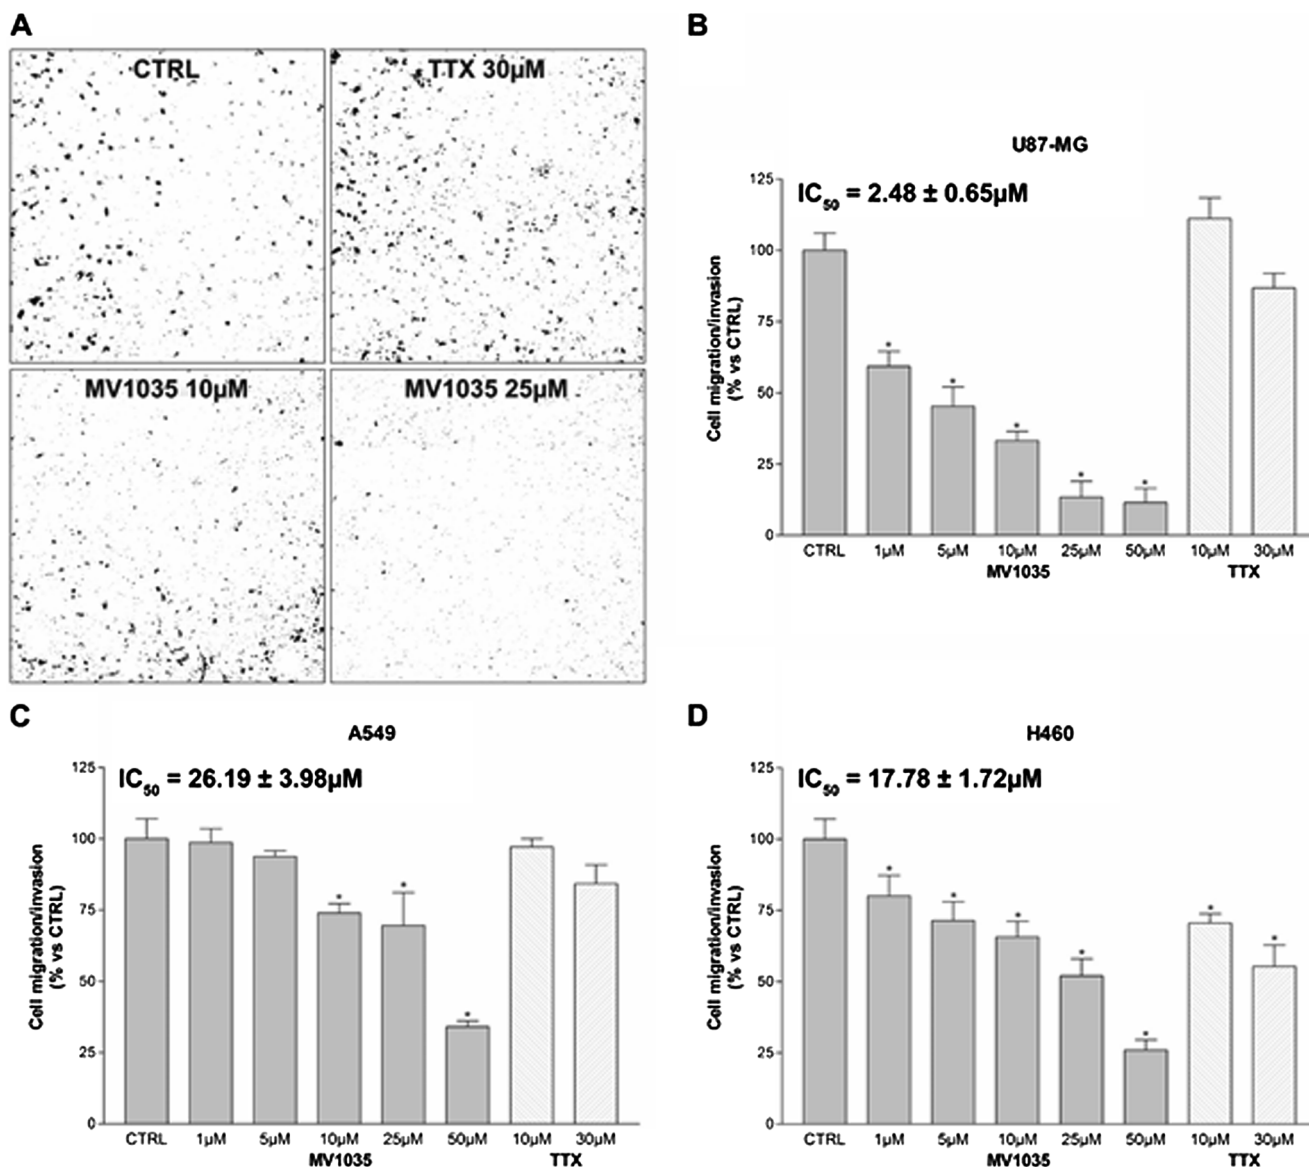 A
CTRL
TTX 30µM
MV1035 10µM
MV1035 25µM
B
U87-MG
IC50 = 2.48 ± 0.65µM
Cell migration/invasion
(% vs CTRL)
125
100
75
50
25
0
* * * * *
CTRL 1µM 5µM 10µM 25µM 50µM 10µM 30µM
MV1035 TTX
C
A549
IC50 = 26.19 ± 3.98µM
Cell migration/invasion
(% vs CTRL)
125
100
75
50
25
0
* * *
CTRL 1µM 5µM 10µM 25µM 50µM 10µM 30µM
MV1035 TTX
D
H460
IC50 = 17.78 ± 1.72µM
Cell migration/invasion
(% vs CTRL)
125
100
75
50
25
0
* * * * * * *
CTRL 1µM 5µM 10µM 25µM 50µM 10µM 30µM
MV1035 TTX